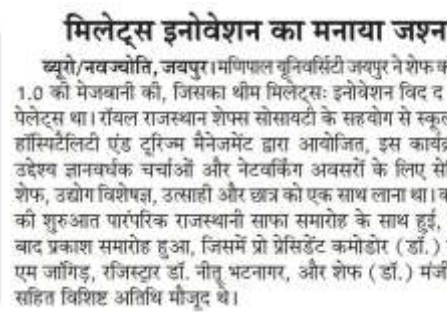 मिलेट्स इनोवेशन का मनाया जश्न
ब्यूरो/नवज्योति, जयपुर। मणिपाल यूनिवर्सिटी जयपुर ने शेफ
1.0 की मेजबानी की, जिसका थीम मिलेट्सः इनोवेशन विद द
पेलेट्स था। रॉयल राजस्थान शेफ्स सोसायटी के सहयोग से
हॉस्पिटैलिटी एंड टूरिज्म मैनेजमेंट द्वारा आयोजित, इस
उद्देश्य ज्ञानवर्धक चर्चाओं और नेटवर्किंग अवसरों के लिए
शेफ, उद्योग विशेषज्ञ, उत्साही और छात्र को एक साथ लाना था।
की शुरुआत पारंपरिक राजस्थानी साफा समारोह के साथ हुई,
बाद प्रकाश समारोह हुआ, जिसमें प्रो प्रेसिडेंट कमोडोर (डॉ.)
एम जांगिड़, रजिस्ट्रार डॉ. नीतू भटनागर, और शेफ (डॉ.)
सहित विशिष्ट अतिथि मौजूद थे।